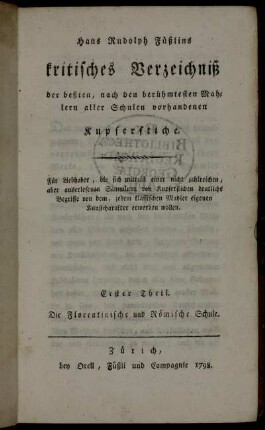 Hans Rudolph Füßlins
kritisches Verzeichniß
der beßten, nach den berühmtesten Mah-
lern aller Schulen vorhandenen
Kupferstiche.
Für Liebhaber, die sich mittelst einer nicht zahlreichen,
aber auserlesenen Sammlung von Kupferstichen deutliche
Begriffe von dem, jedem klassischen Mahler eigenen
Kunstcharakter erwerben wollen.
Erster Theil.
Die Florentinische und Römische Schule.
Zürich,
bey Orell, Füßli und Compagnie 1798.